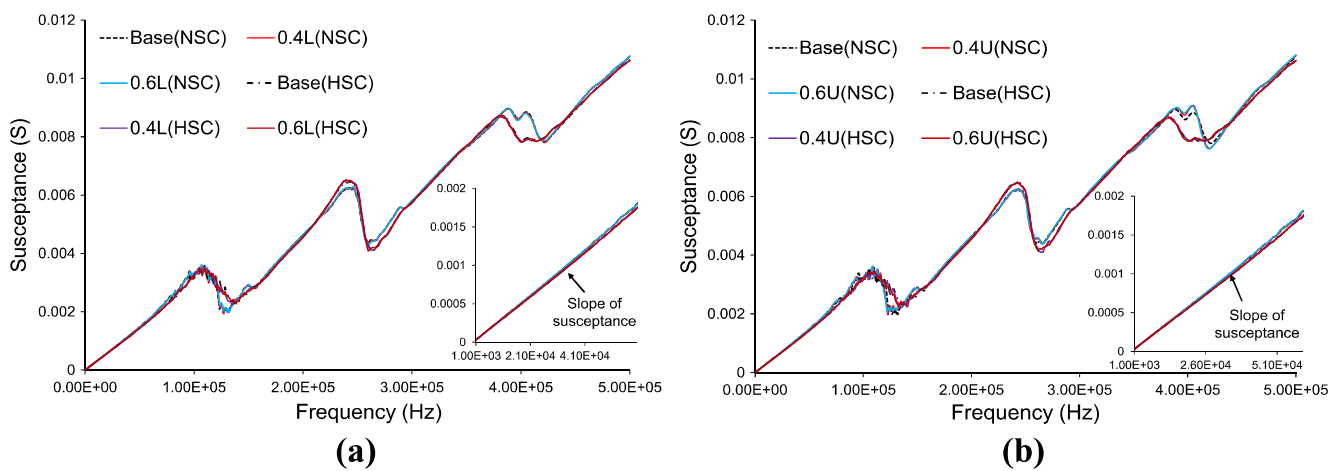 0.012
0.01
0.008
0.006
0.004
0.002
0
Susceptance (S)
Base(NSC)
0.4L(NSC)
0.6L(NSC)
Base(HSC)
0.4L(HSC)
0.6L(HSC)
0.002
0.0015
0.001
0.0005
0
Slope of
susceptance
1.00E+03 2.10E+04 4.10E+04
0.00E+00 1.00E+05 2.00E+05 3.00E+05 4.00E+05 5.00E+05
Frequency (Hz)
(a)
0.012
0.01
0.008
0.006
0.004
0.002
0
Susceptance (S)
Base(NSC)
0.4U(NSC)
0.6U(NSC)
Base(HSC)
0.4U(HSC)
0.6U(HSC)
0.002
0.0015
0.001
0.0005
0
Slope of
susceptance
1.00E+03 2.60E+04 5.10E+04
0.00E+00 1.00E+05 2.00E+05 3.00E+05 4.00E+05 5.00E+05
Frequency (Hz)
(b)